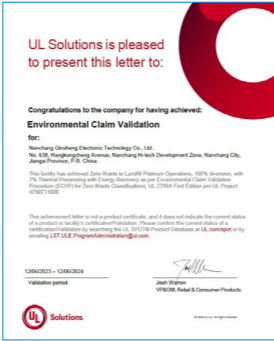 UL Solutions is pleased
to present this letter to:
Congratulations to the company for having achieved:
Environmental Claim Validation
for:
Nanchang Qinsheng Electronic Technology Co., Ltd.
No. 639, Hangkongcheng Avenue, Nanchang Hi-tech Development Zone, Nanchang City,
Jiangxi Province, P.R. China
This facility has achieved Zero Waste to Landfill Platinum Operations, 100% diversion, with
7% Thermal Processing with Energy Recovery as per Environmental Claim Validation
Procedure (ECVP) for Zero Waste Classifications, UL 2799A First Edition per UL Project
This achievement letter is not a product certificate, and it does not indicate the current status
of a product or facility's certification/Validation. Please confirm the current status of a
certification/Validation by searching the UL SPOT® Product Database at UL.com/spot or by
emailing LST.ULE.ProgramAdministration@ul.com.
12/06/2023 – 12/06/2024
Validation period
Josh Warren
VP&GM, Retail & Consumer Products
UL Solutions